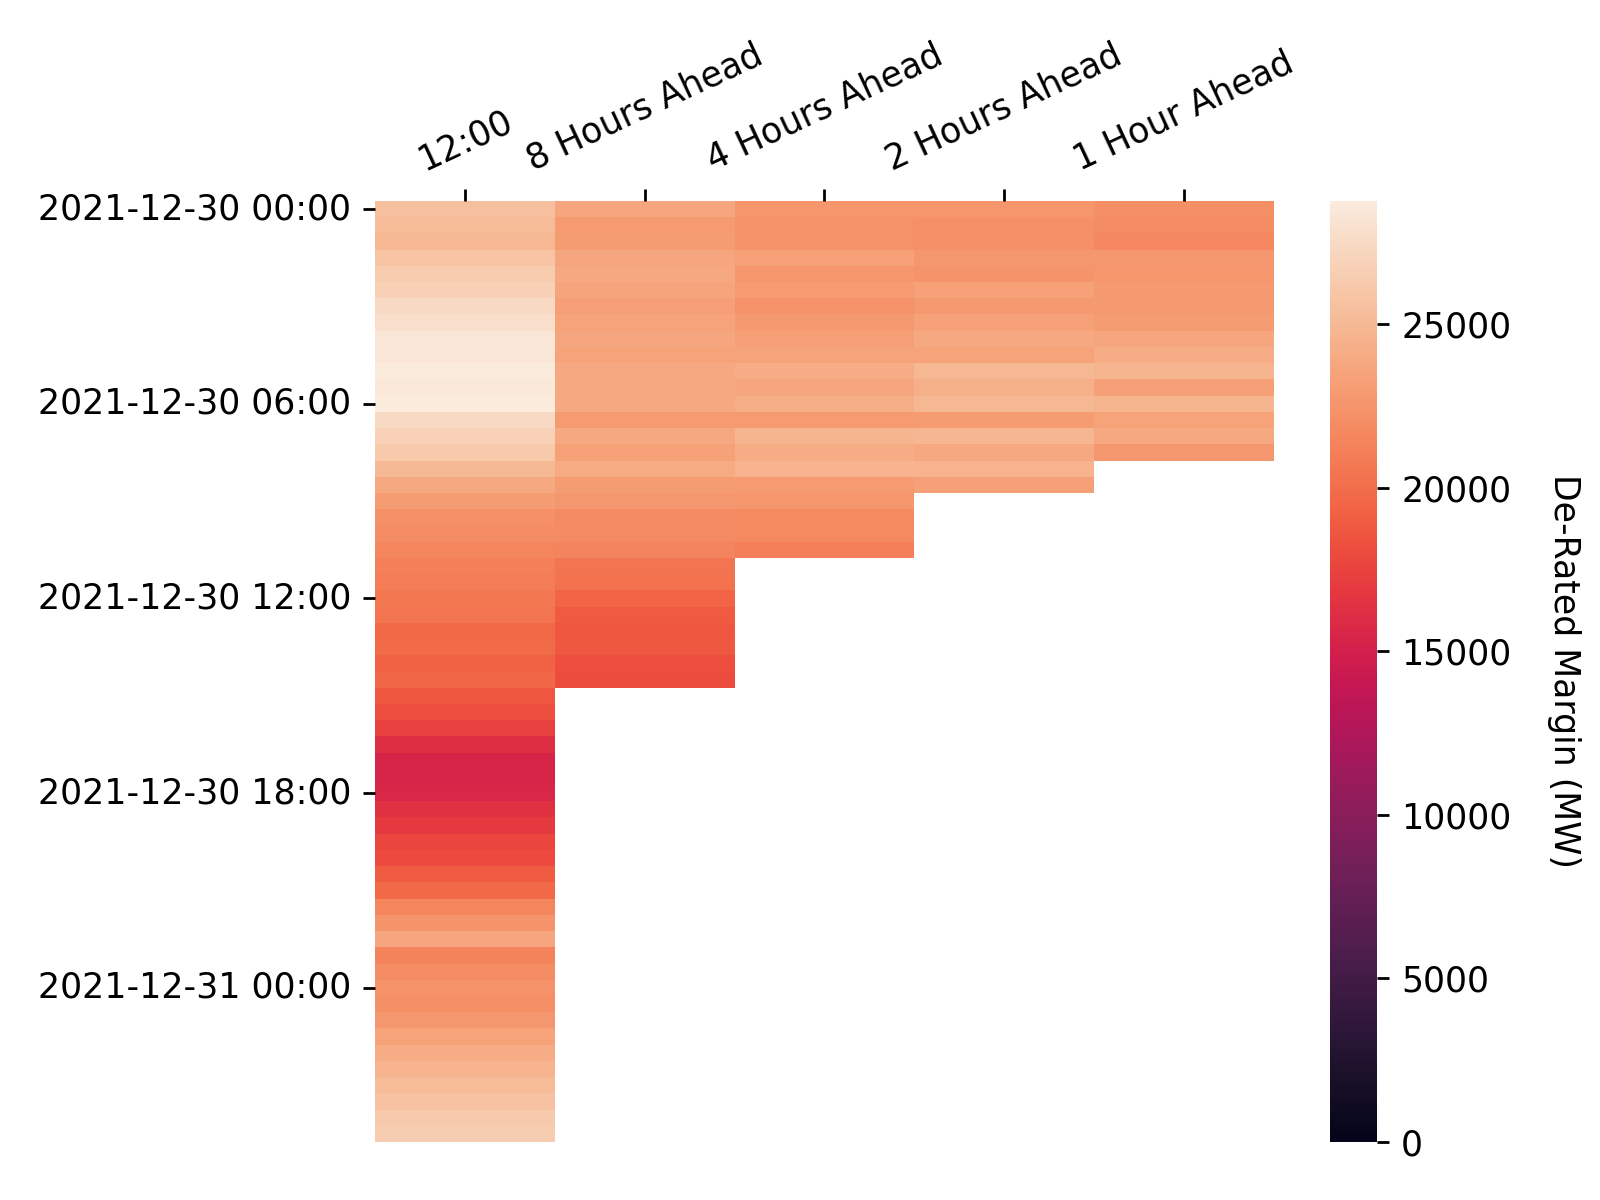 12:00
8 Hours Ahead
4 Hours Ahead
2 Hours Ahead
1 Hour Ahead
2021-12-30 00:00
2021-12-30 06:00
2021-12-30 12:00
2021-12-30 18:00
2021-12-31 00:00
25000
20000
15000
10000
5000
0
De-Rated Margin (MW)